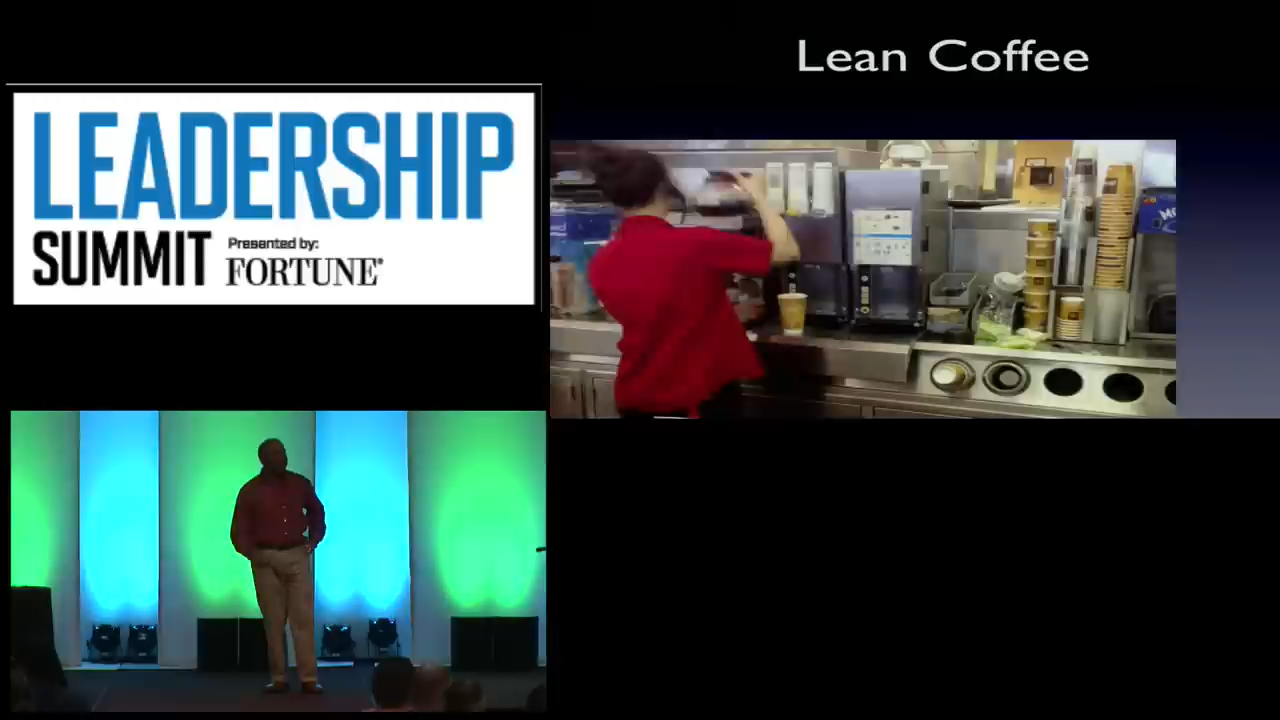 Lean Coffee
LEADERSHIP
SUMMIT
Presented by:
FORTUNE®